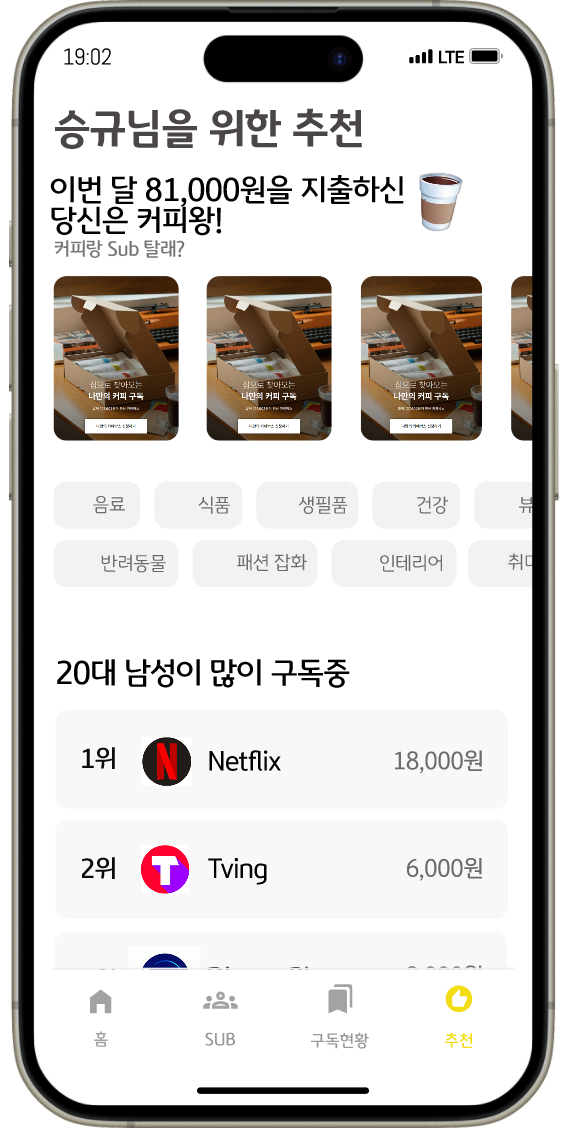 19:02
LTE
승규님을 위한 추천
이번 달 81,000원을 지출하신
당신은 커피왕!
커피랑 Sub 탈래?
집으로 찾아오는
나만의 커피 구독
집으로 찾아오는
나만의 커피 구독
집으로 찾아오는
나만의 커피 구독
음료 식품 생필품 건강 뷰
반려동물 패션 잡화 인테리어 취미
20대 남성이 많이 구독중
1위 Netflix 18,000원
2위 Tving 6,000원
홈 SUB 구독현황 추천